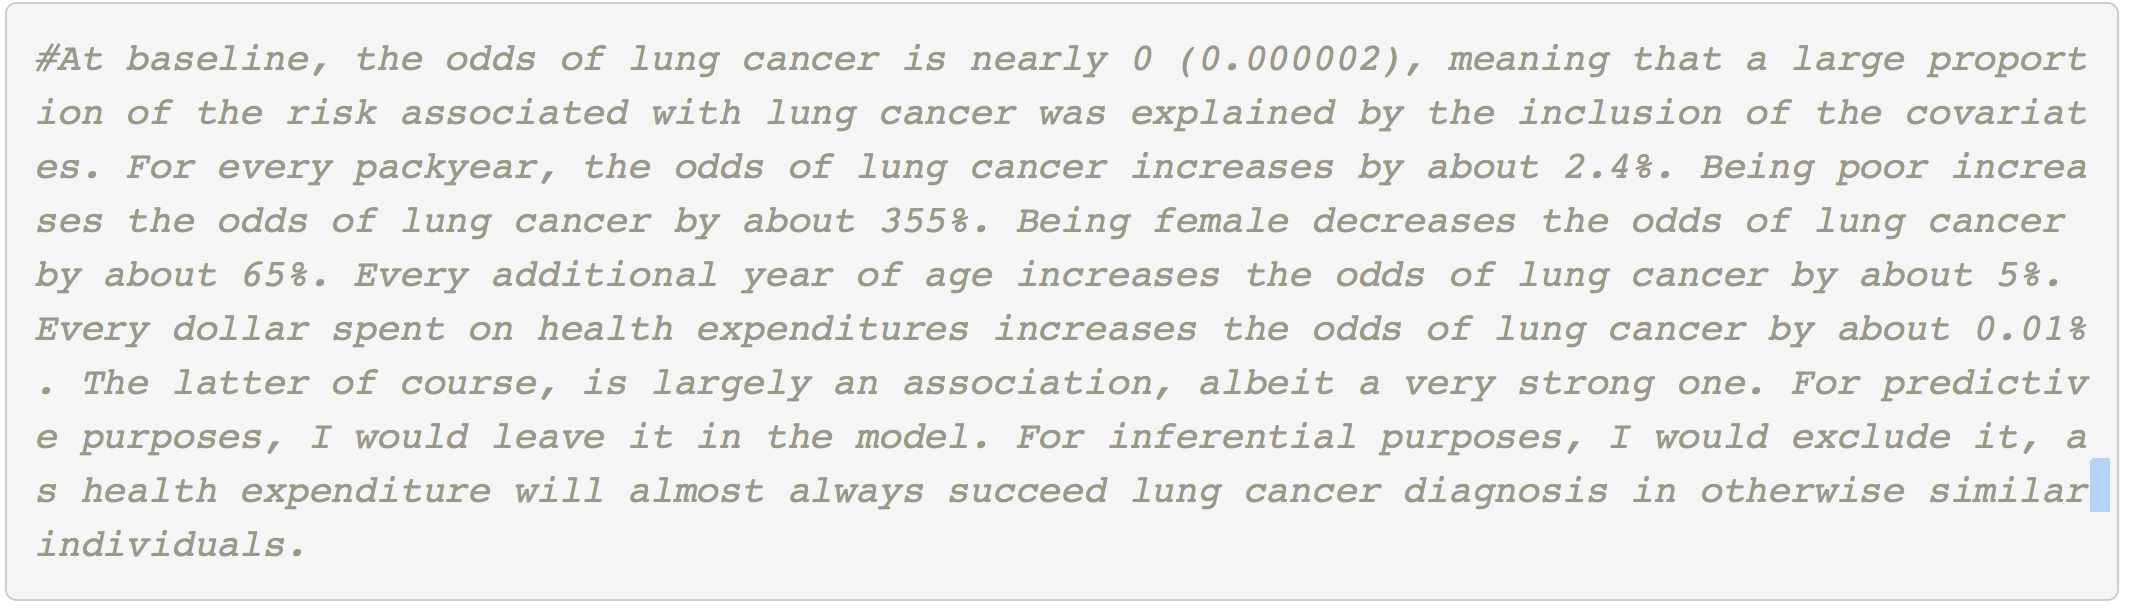 #At baseline, the odds of lung cancer is nearly 0 (0.000002), meaning that a large proport
ion of the risk associated with lung cancer was explained by the inclusion of the covariat
es. For every packyear, the odds of lung cancer increases by about 2.4%. Being poor increa
ses the odds of lung cancer by about 355%. Being female decreases the odds of lung cancer
by about 65%. Every additional year of age increases the odds of lung cancer by about 5%.
Every dollar spent on health expenditures increases the odds of lung cancer by about 0.01%
. The latter of course, is largely an association, albeit a very strong one. For predictiv
e purposes, I would leave it in the model. For inferential purposes, I would exclude it, a
s health expenditure will almost always succeed lung cancer diagnosis in otherwise similar
individuals.